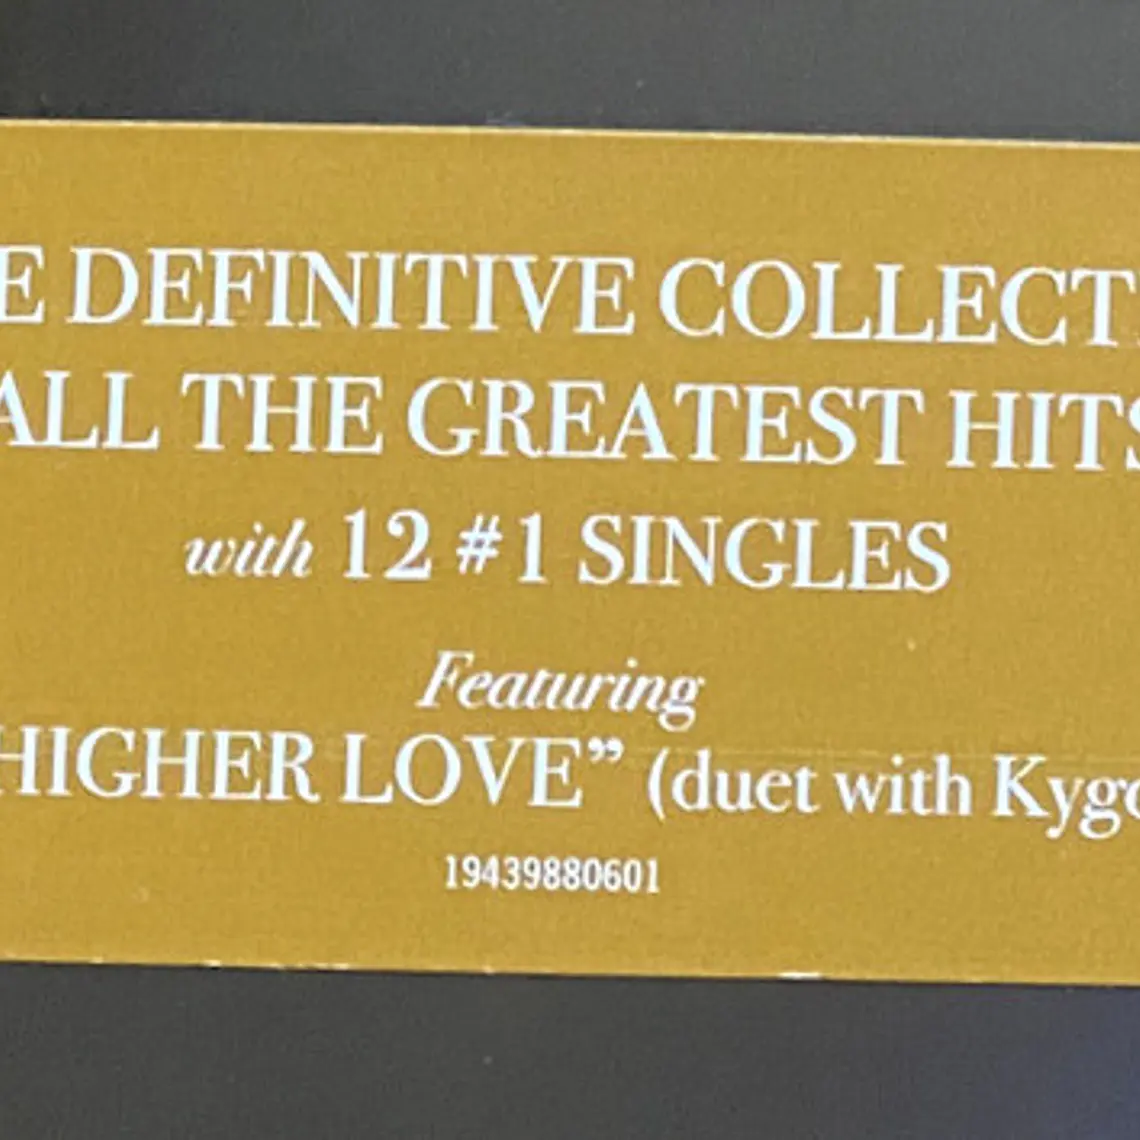 E DEFINITIVE COLLECT
ALL THE GREATEST HITS
with 12 #1 SINGLES
Featuring
HIGHER LOVE” (duet with Kygo
19439880601